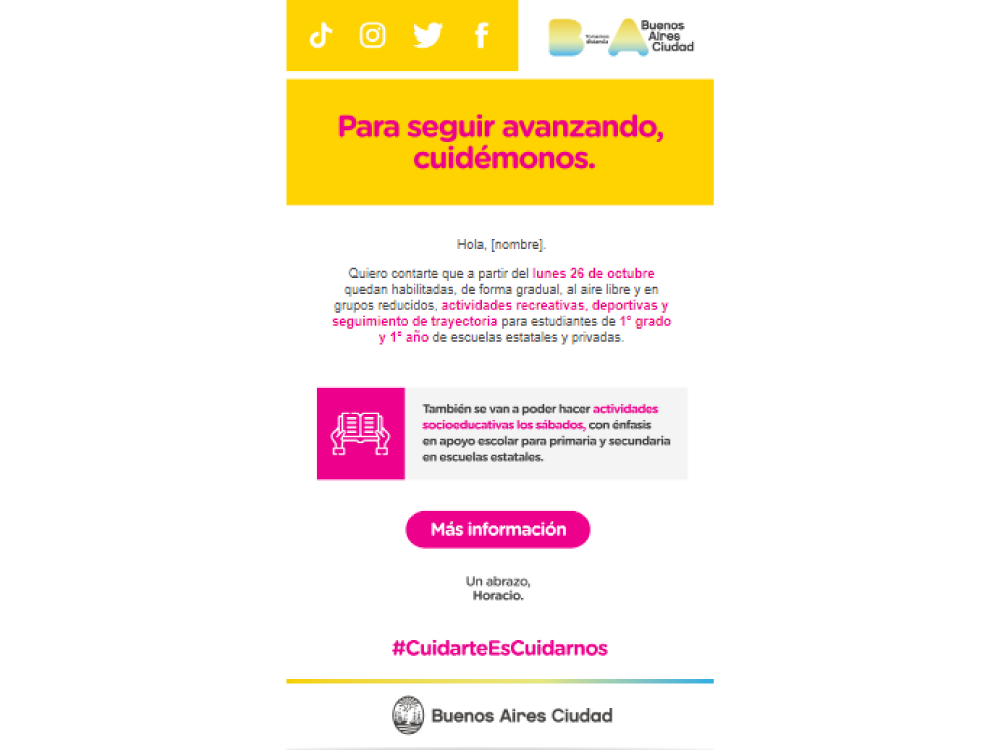 Tomemos
distancia
Buenos
Aires
Ciudad
Para seguir avanzando,
cuidémonos.
Hola, [nombre].
Quiero contarte que a partir del lunes 26 de octubre
quedan habilitadas, de forma gradual, al aire libre y en
grupos reducidos, actividades recreativas, deportivas y
seguimiento de trayectoria para estudiantes de 1° grado
y 1° año de escuelas estatales y privadas.
También se van a poder hacer actividades
socioeducativas los sábados, con énfasis
en apoyo escolar para primaria y secundaria
en escuelas estatales.
Más información
Un abrazo,
Horacio.
#CuidarteEsCuidarnos
Buenos Aires Ciudad